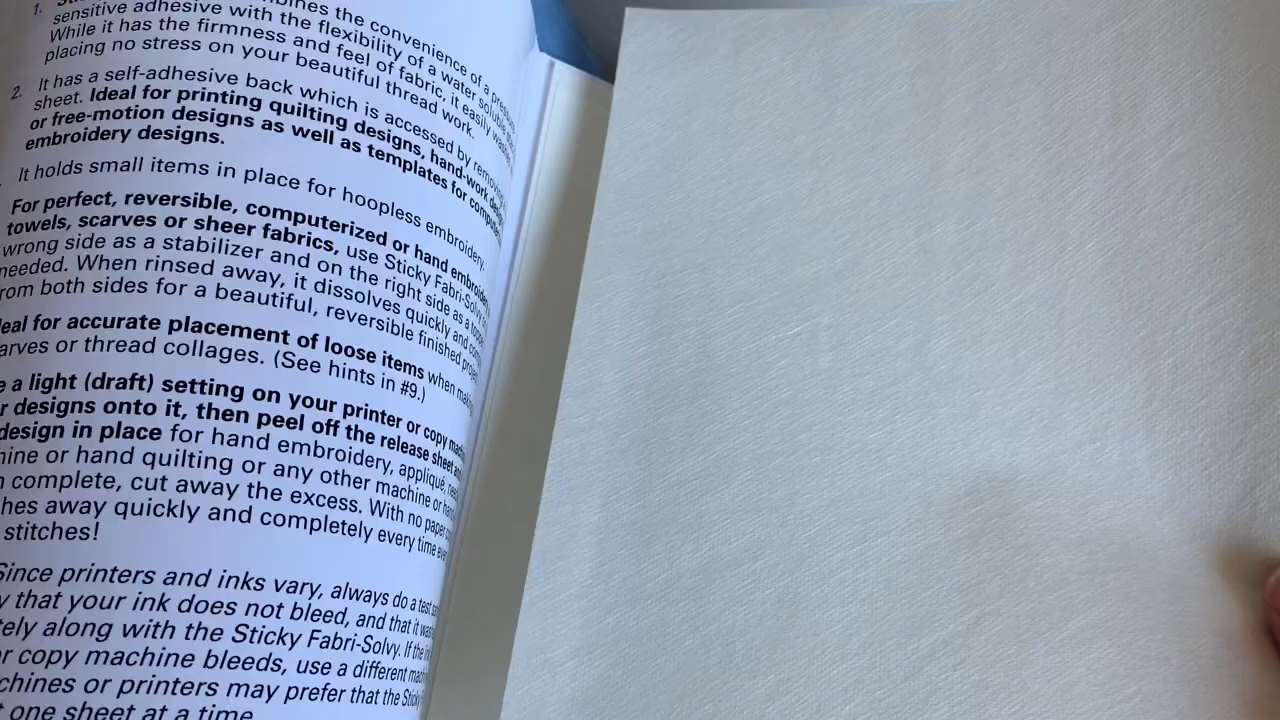 1.
combines the convenience of a
sensitive adhesive with the flexibility of a water soluble
While it has the firmness and feel of fabric, it easily
placing no stress on your beautiful thread work.
2. It has a self-adhesive back which is accessed by removing
sheet. Ideal for printing quilting designs, hand-work
or free-motion designs as well as templates for
embroidery designs.
It holds small items in place for hoopless embroidery.
For perfect, reversible, computerized or hand
towels, scarves or sheer fabrics, use Sticky Fabri-Solvy
wrong side as a stabilizer and on the right side as a
needed. When rinsed away, it dissolves quickly and
rom both sides for a beautiful, reversible finished
eal for accurate placement of loose items when
arves or thread collages. (See hints in #9.)
e a light (draft) setting on your printer or copy
r designs onto it, then peel off the release sheet
design in place for hand embroidery, appliqué,
ine or hand quilting or any other machine or
n complete, cut away the excess. With no paper
hes away quickly and completely every time
stitches!
Since printers and inks vary, always do a test
y that your ink does not bleed, and that it
tely along with the Sticky Fabri-Solvy. If the
r copy machine bleeds, use a different
chines or printers may prefer that the
t one sheet at a time.